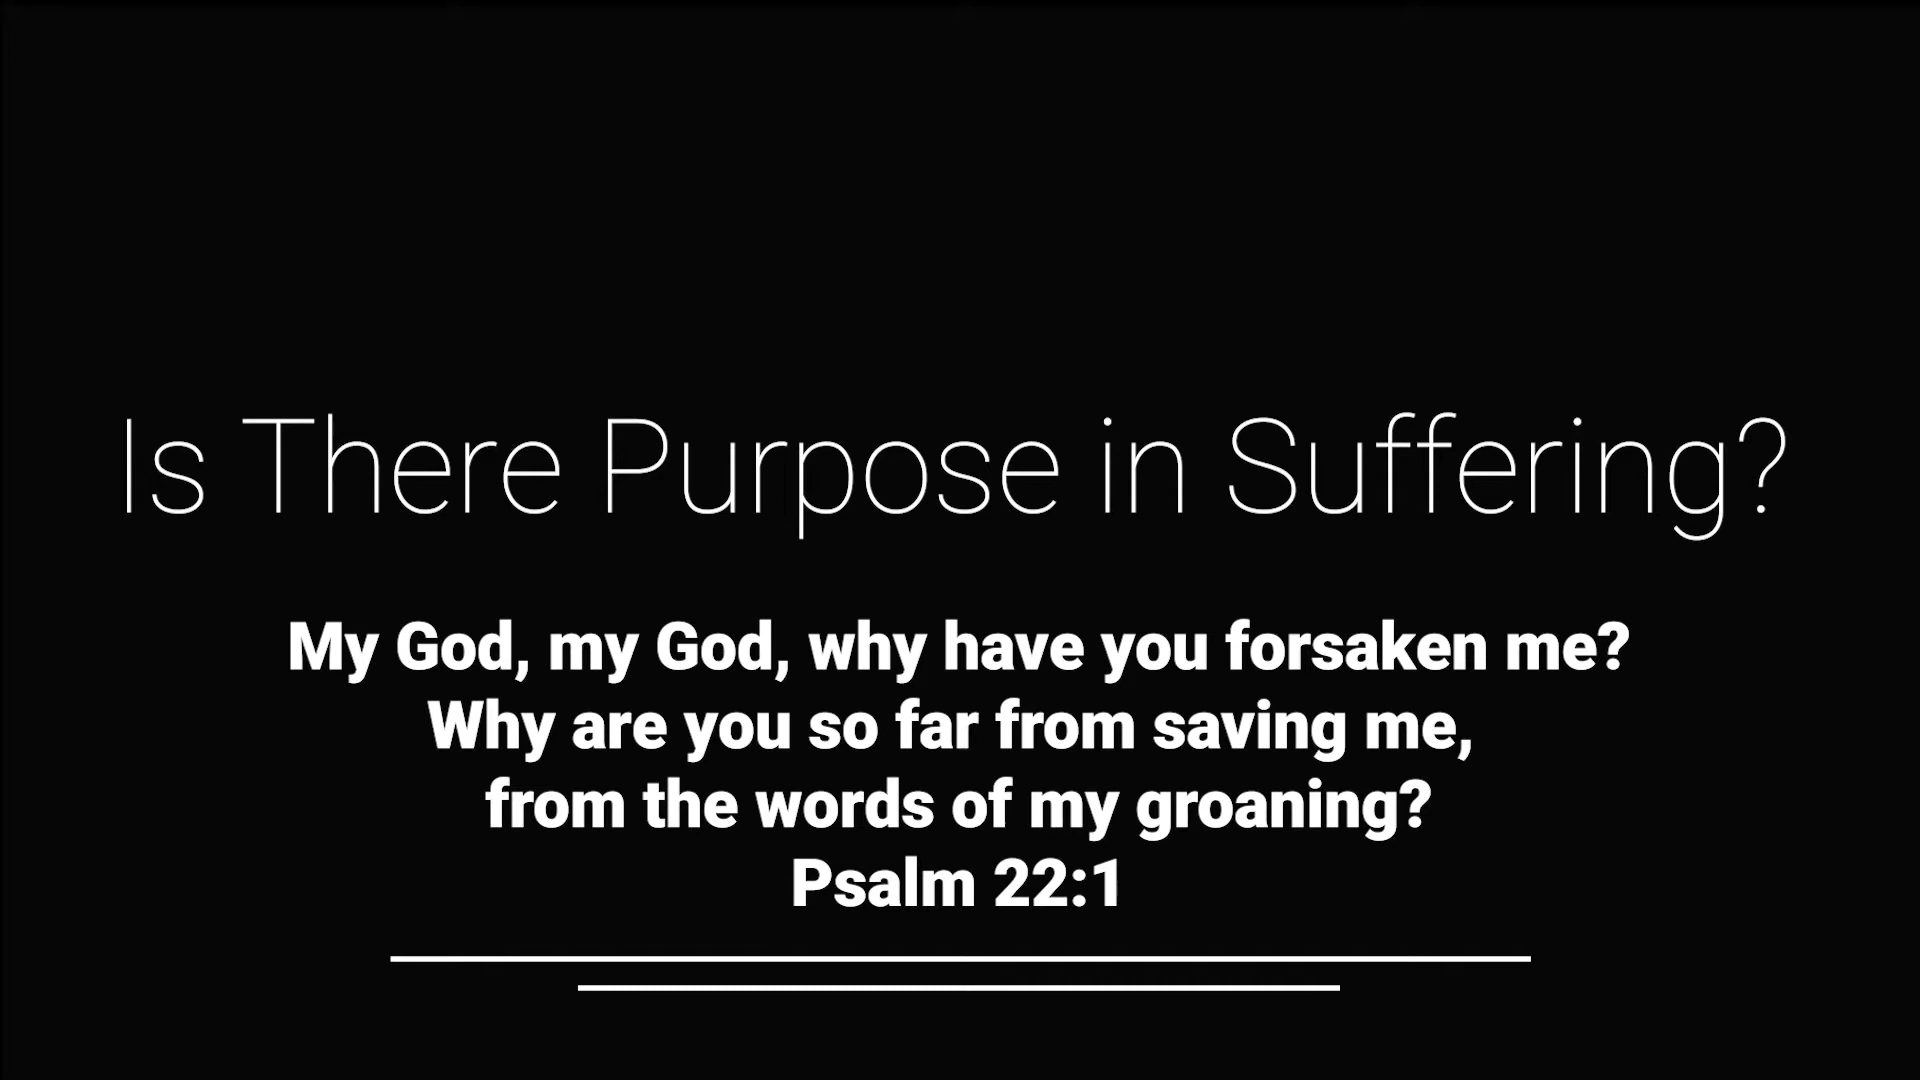 Is There Purpose in Suffering?
My God, my God, why have you forsaken me?
Why are you so far from saving me,
from the words of my groaning?
Psalm 22:1